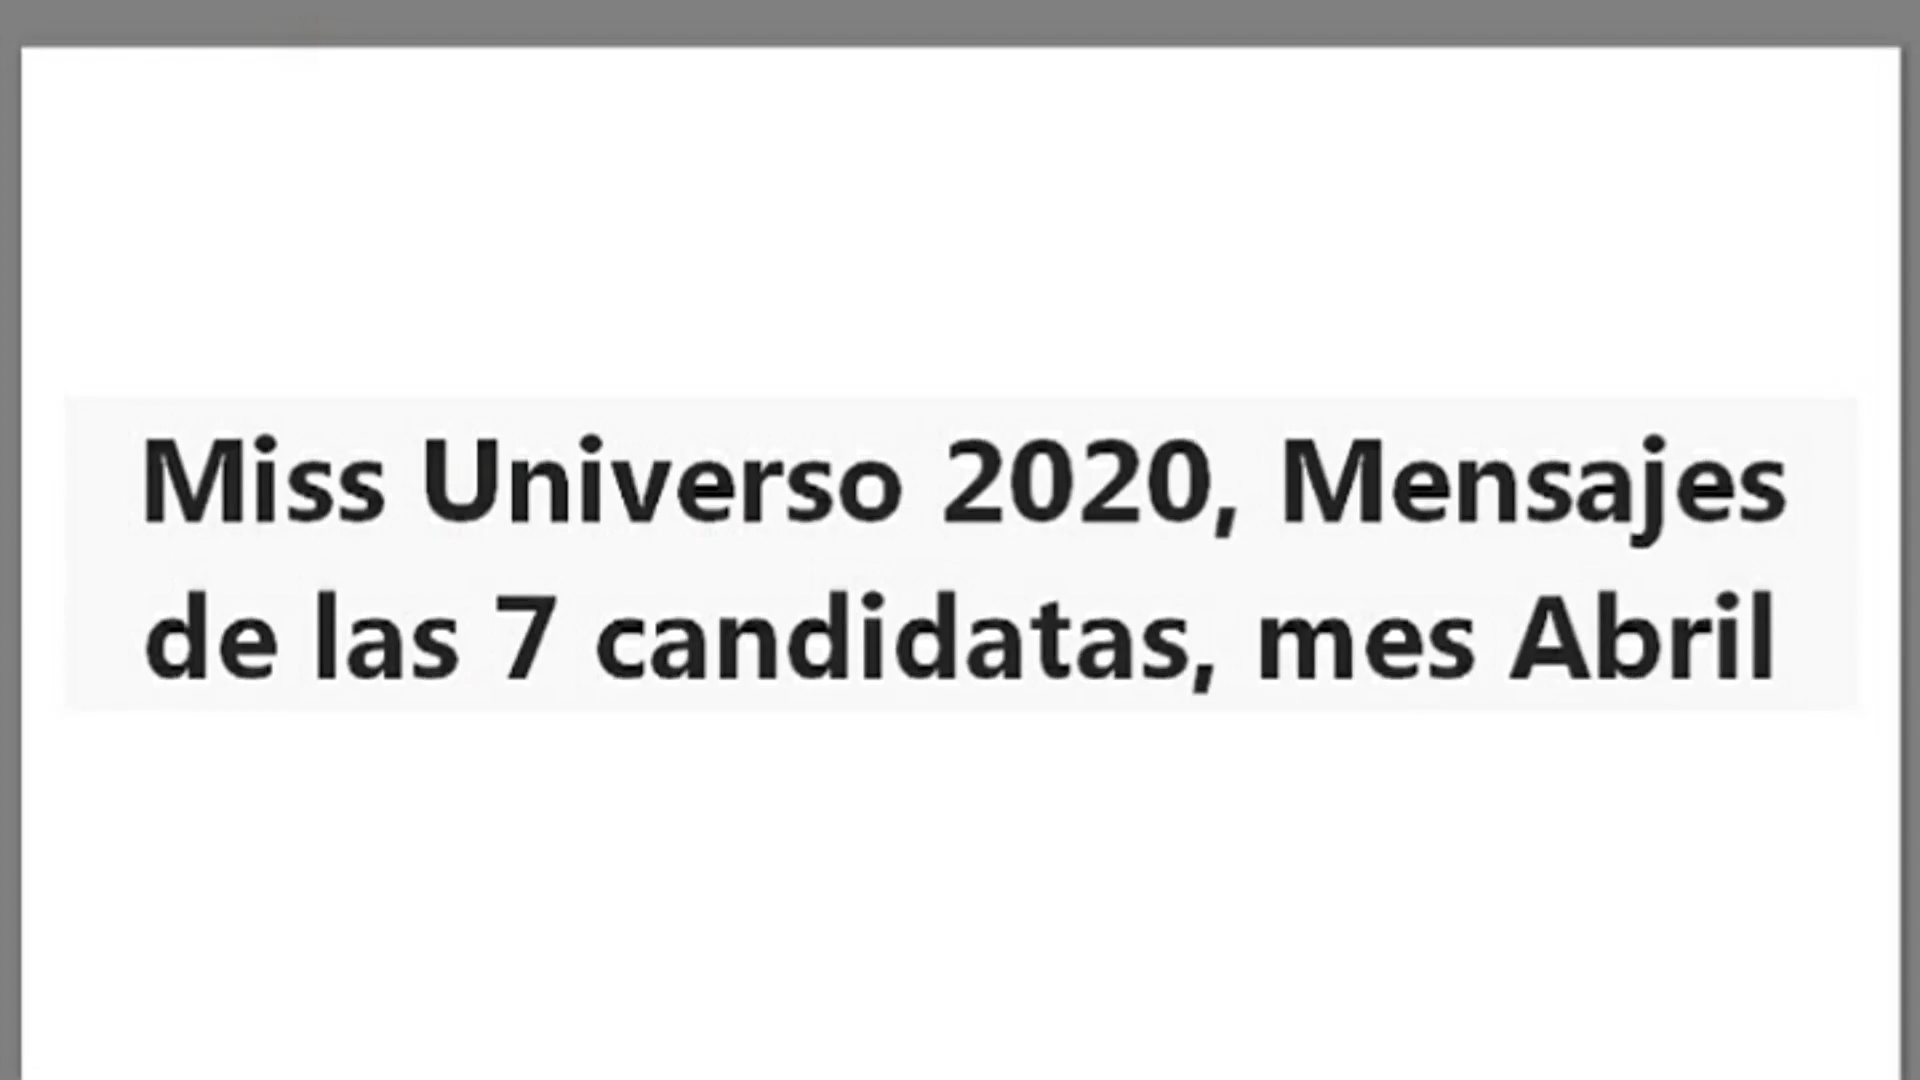 Miss Universo 2020, Mensajes
de las 7 candidatas, mes Abril